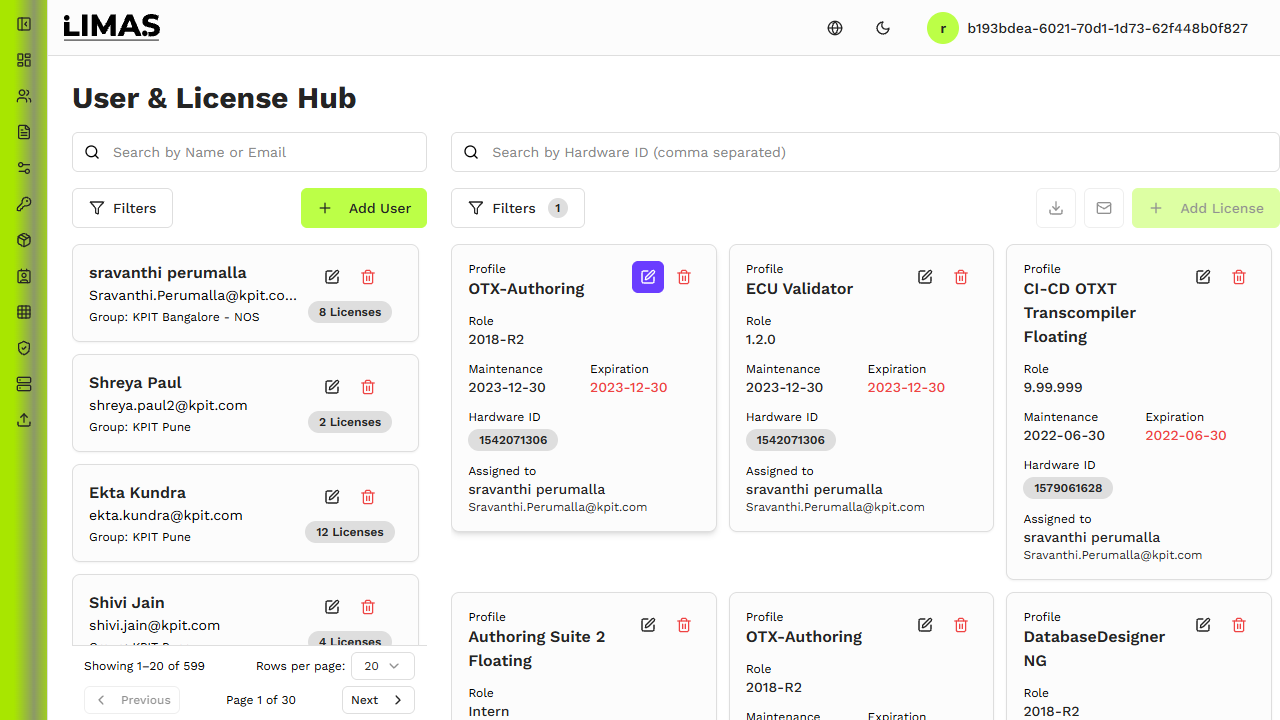 LIMAS
r
b193bdea-6021-70d1-1d73-62f448b0f827
User & License Hub
Search by Name or Email
Search by Hardware ID (comma separated)
Filters
Add User
Filters 1
Add License
sravanthi perumalla
Sravanthi.Perumalla@kpit.co...
Group: KPIT Bangalore - NOS
8 Licenses
Shreya Paul
shreya.paul2@kpit.com
Group: KPIT Pune
2 Licenses
Ekta Kundra
ekta.kundra@kpit.com
Group: KPIT Pune
12 Licenses
Shivi Jain
shivi.jain@kpit.com
4 Licenses
Showing 1–20 of 599
Rows per page: 20
Previous
Page 1 of 30
Next
Profile
OTX-Authoring
Role
2018-R2
Maintenance Expiration
2023-12-30 2023-12-30
Hardware ID
1542071306
Assigned to
sravanthi perumalla
Sravanthi.Perumalla@kpit.com
Profile
ECU Validator
Role
1.2.0
Maintenance Expiration
2023-12-30 2023-12-30
Hardware ID
1542071306
Assigned to
sravanthi perumalla
Sravanthi.Perumalla@kpit.com
Profile
CI-CD OTXT
Transcompiler
Floating
Role
9.99.999
Maintenance Expiration
2022-06-30 2022-06-30
Hardware ID
1579061628
Assigned to
sravanthi perumalla
Sravanthi.Perumalla@kpit.com
Profile
Authoring Suite 2
Floating
Role
Intern
Profile
OTX-Authoring
Role
2018-R2
Maintenance Expiration
Profile
DatabaseDesigner
NG
Role
2018-R2